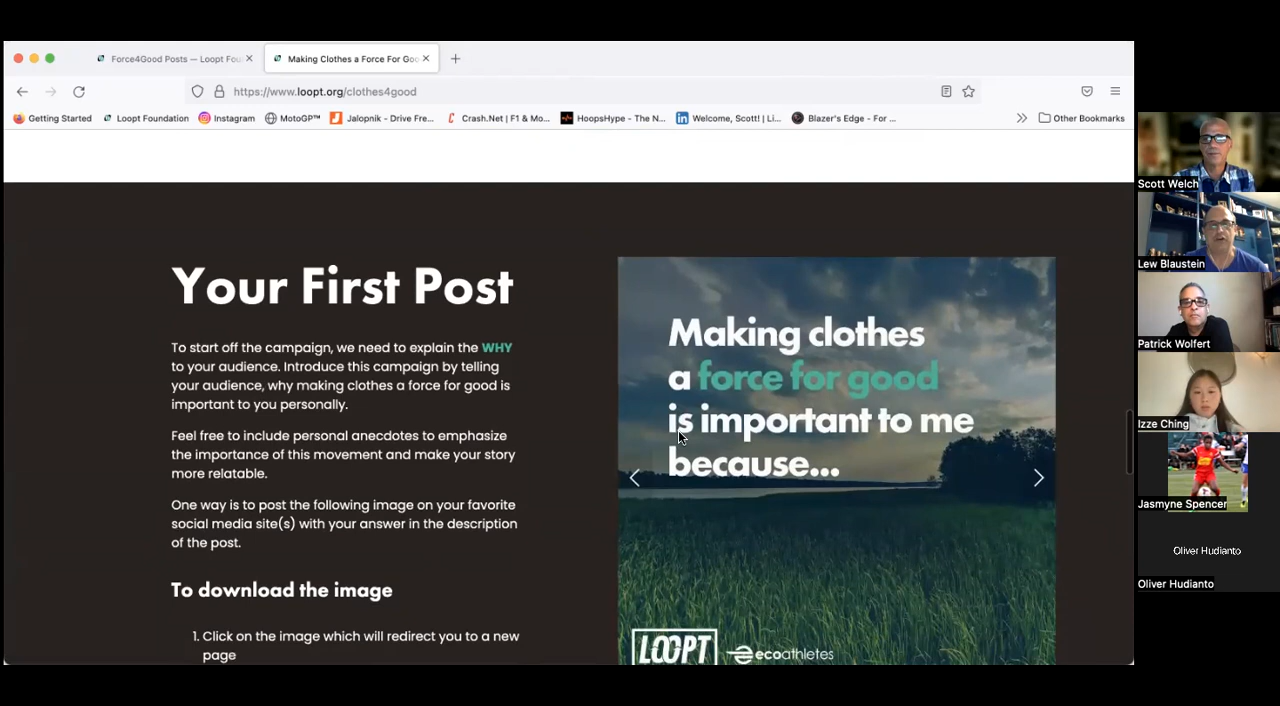 Force4Good Posts — Loopt Fou
Making Clothes a Force For Goo
https://www.loopt.org/clothes4good
Getting Started
Loopt Foundation
Instagram
MotoGP™
Jalopnik - Drive Fre...
Crash.Net | F1 & Mo...
HoopsHype - The N...
Welcome, Scott! | Li...
Blazer's Edge - For ...
Other Bookmarks
Your First Post
To start off the campaign, we need to explain the WHY
to your audience. Introduce this campaign by telling
your audience, why making clothes a force for good is
important to you personally.
Feel free to include personal anecdotes to emphasize
the importance of this movement and make your story
more relatable.
One way is to post the following image on your favorite
social media site(s) with your answer in the description
of the post.
To download the image
1. Click on the image which will redirect you to a new
page
Making clothes
a force for good
is important to me
because...
LOOPT
ecoathletes
Scott Welch
Lew Blaustein
Patrick Wolfert
Izze Ching
Jasmyne Spencer
Oliver Hudianto
Oliver Hudianto